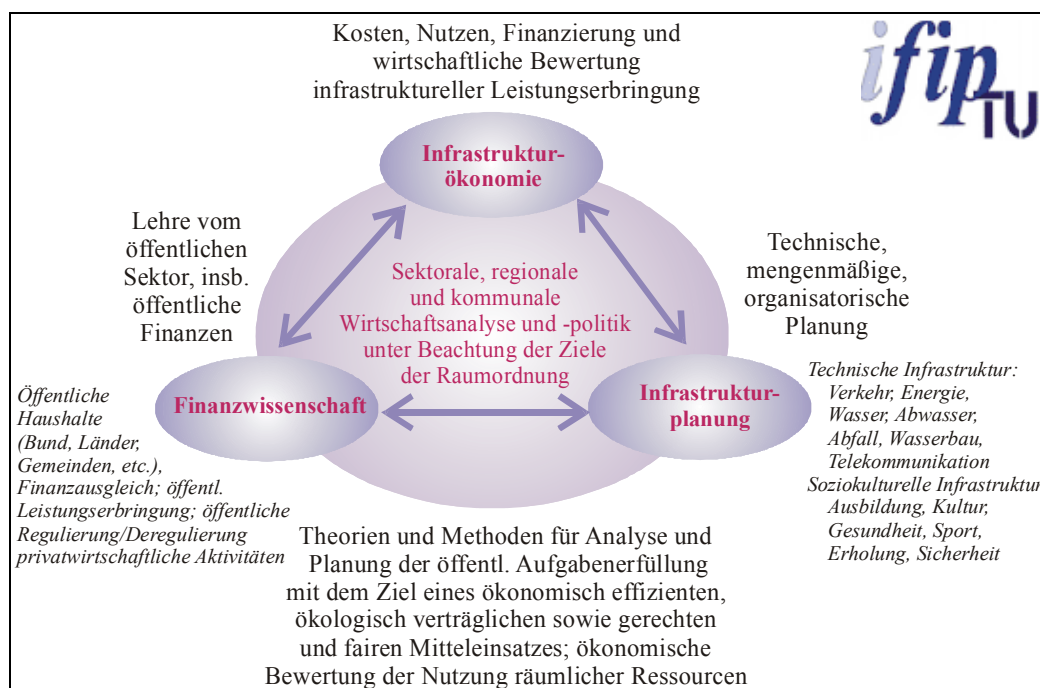 Kosten, Nutzen, Finanzierung und
wirtschaftliche Bewertung
infrastruktureller Leistungserbringung
ifip
TU
Infrastruktur-
ökonomie
Lehre vom
öffentlichen
Sektor, insb.
öffentliche
Finanzen
Sektorale, regionale
und kommunale
Wirtschaftsanalyse und -politik
unter Beachtung der Ziele
der Raumordnung
Technische,
mengenmäßige,
organisatorische
Planung
Finanzwissenschaft
Infrastruktur-
planung
Öffentliche
Haushalte
(Bund, Länder,
Gemeinden, etc.),
Finanzausgleich; öffentl.
Leistungserbringung; öffentliche
Regulierung/Deregulierung
privatwirtschaftliche Aktivitäten
Technische Infrastruktur:
Verkehr, Energie,
Wasser, Abwasser,
Abfall, Wasserbau,
Telekommunikation
Soziokulturelle Infrastruktur
Ausbildung, Kultur,
Gesundheit, Sport,
Erholung, Sicherheit
Theorien und Methoden für Analyse und
Planung der öffentl. Aufgabenerfüllung
mit dem Ziel eines ökonomisch effizienten,
ökologisch verträglichen sowie gerechten
und fairen Mitteleinsatzes; ökonomische
Bewertung der Nutzung räumlicher Ressourcen